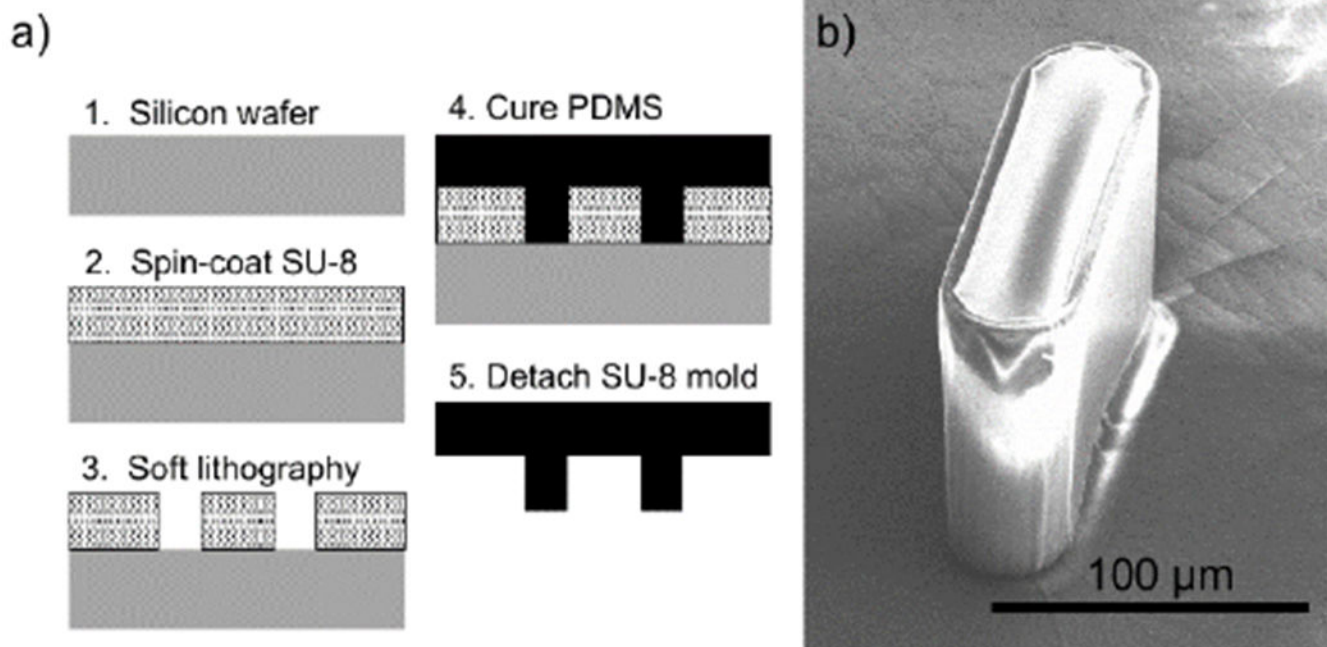 a)
1. Silicon wafer
2. Spin-coat SU-8
3. Soft lithography
4. Cure PDMS
5. Detach SU-8 mold
b)
100 µm